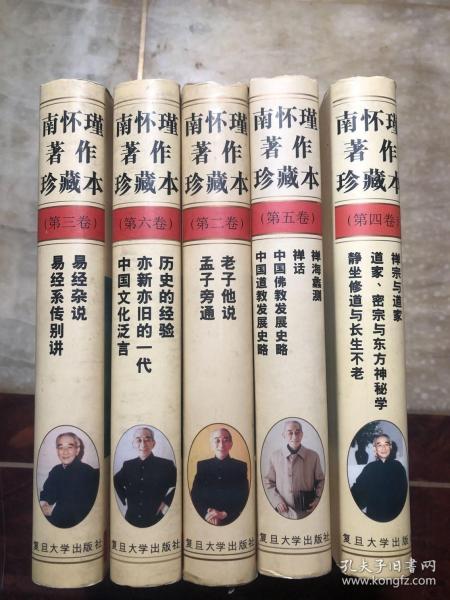 南怀瑾
著作
珍藏本
(第三卷)
易经杂说
易经系传别讲
复旦大学出版社
南怀瑾
著作
珍藏本
(第六卷)
历史的经验
亦新亦旧的一代
中国文化泛言
复旦大学出版社
南怀瑾
著作
珍藏本
(第二卷)
老子他说
孟子旁通
复旦大学出版社
南怀瑾
著作
珍藏本
(第五卷)
禅海蠡测
禅话
中国佛教发展史略
中国道教发展史略
复旦大学出版社
南怀瑾
著作
珍藏本
(第四卷)
禅宗与道家
道家、密宗与东方神秘学
静坐修道与长生不老
复旦大学出版社
孔夫子旧书网
www.kongfz.com